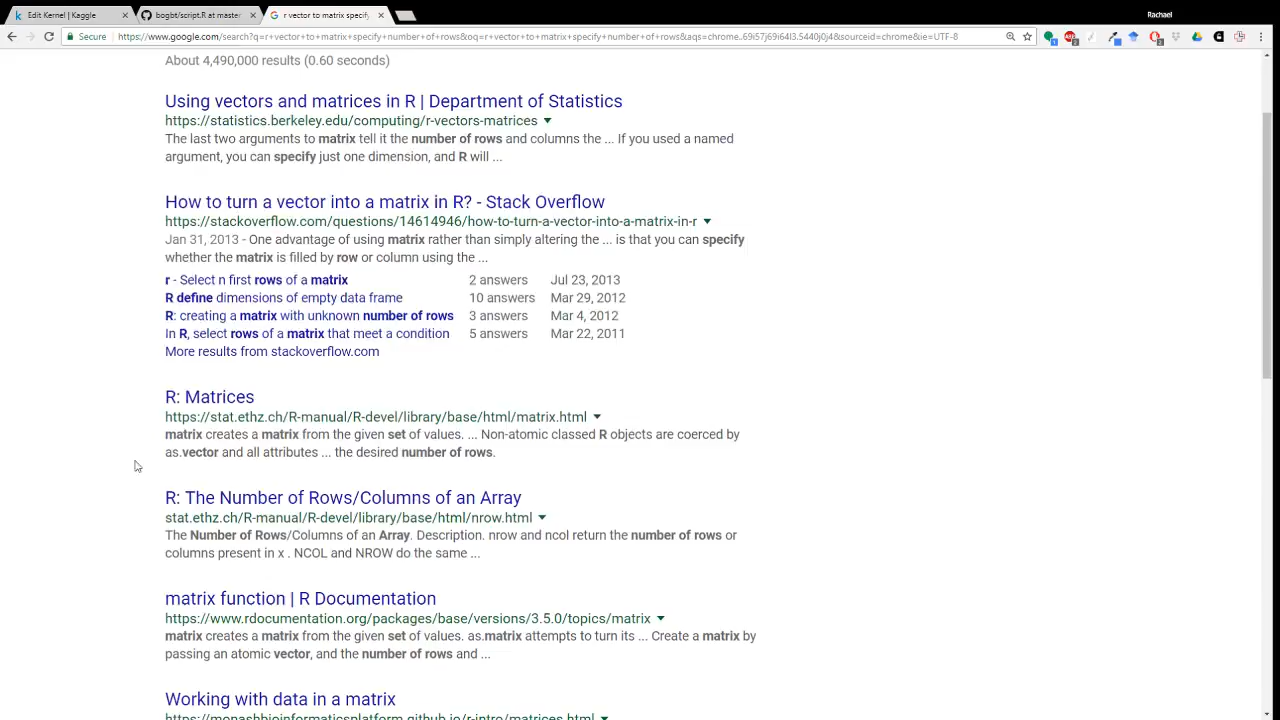 Edit Kernel | Kaggle
bogbt/script.R at master
r vector to matrix specify
Rachael
Secure
https://www.google.com/search?q=r+vector+to+matrix+specify+number+of+rows&oq=r+vector+to+matrix+specify+number+of+rows&aqs=chrome..69i57j69i64l3.5440j0j4&sourceid=chrome&ie=UTF-8
About 4,490,000 results (0.60 seconds)
Using vectors and matrices in R | Department of Statistics
https://statistics.berkeley.edu/computing/r-vectors-matrices
The last two arguments to matrix tell it the number of rows and columns the ... If you used a named
argument, you can specify just one dimension, and R will ...
How to turn a vector into a matrix in R? - Stack Overflow
https://stackoverflow.com/questions/14614946/how-to-turn-a-vector-into-a-matrix-in-r
Jan 31, 2013 - One advantage of using matrix rather than simply altering the ... is that you can specify
whether the matrix is filled by row or column using the ...
r - Select n first rows of a matrix 2 answers Jul 23, 2013
R define dimensions of empty data frame 10 answers Mar 29, 2012
R: creating a matrix with unknown number of rows 3 answers Mar 4, 2012
In R, select rows of a matrix that meet a condition 5 answers Mar 22, 2011
More results from stackoverflow.com
R: Matrices
https://stat.ethz.ch/R-manual/R-devel/library/base/html/matrix.html
matrix creates a matrix from the given set of values. ... Non-atomic classed R objects are coerced by
as.vector and all attributes ... the desired number of rows.
R: The Number of Rows/Columns of an Array
stat.ethz.ch/R-manual/R-devel/library/base/html/nrow.html
The Number of Rows/Columns of an Array. Description. nrow and ncol return the number of rows or
columns present in x . NCOL and NROW do the same ...
matrix function | R Documentation
https://www.rdocumentation.org/packages/base/versions/3.5.0/topics/matrix
matrix creates a matrix from the given set of values. as.matrix attempts to turn its ... Create a matrix by
passing an atomic vector, and the number of rows and ...
Working with data in a matrix
https://monashbioinformaticsplatform.github.io/r-intro/matrices.html